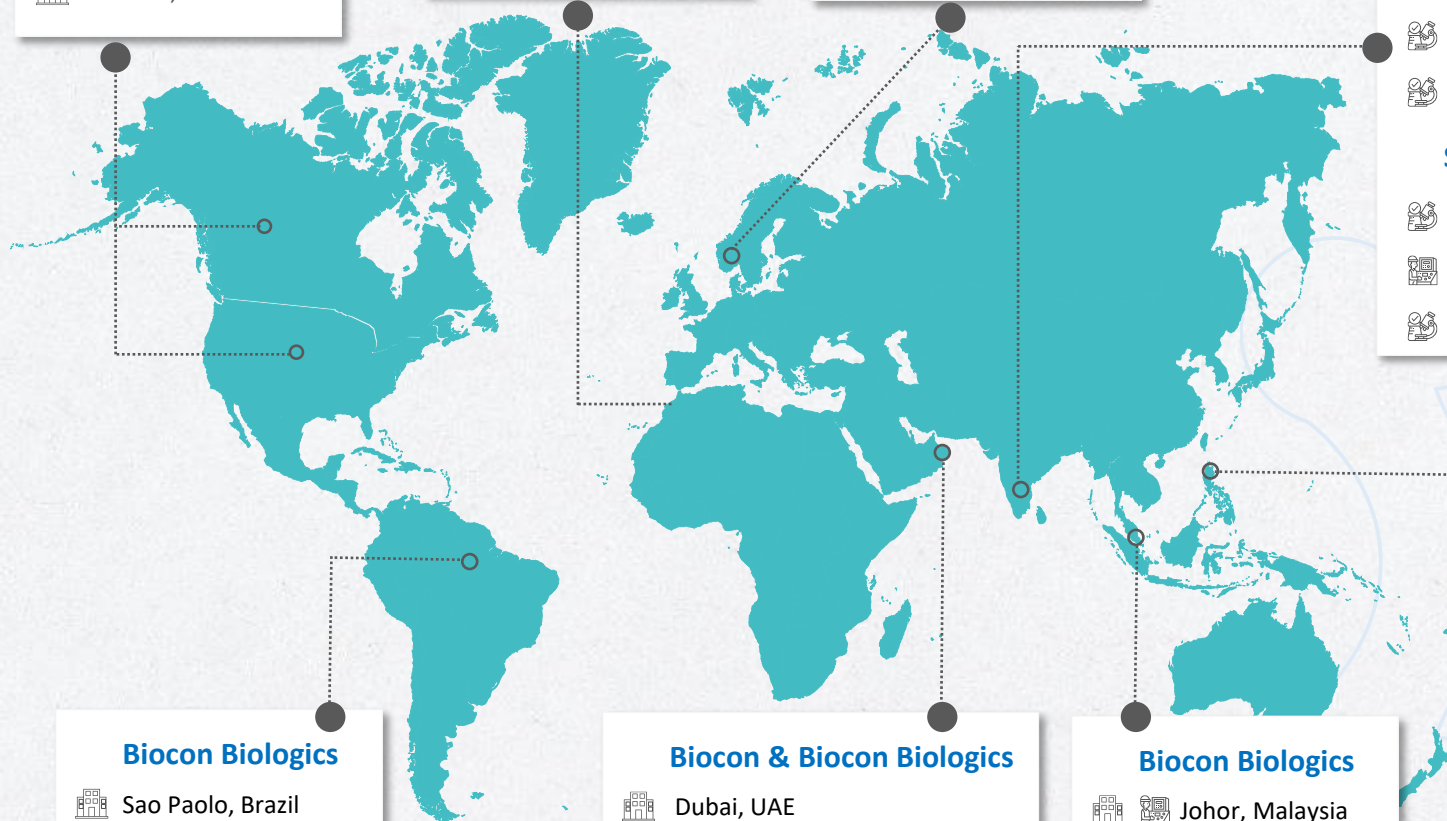 Biocon Biologics
Sao Paolo, Brazil
Biocon & Biocon Biologics
Dubai, UAE
Biocon Biologics
Johor, Malaysia